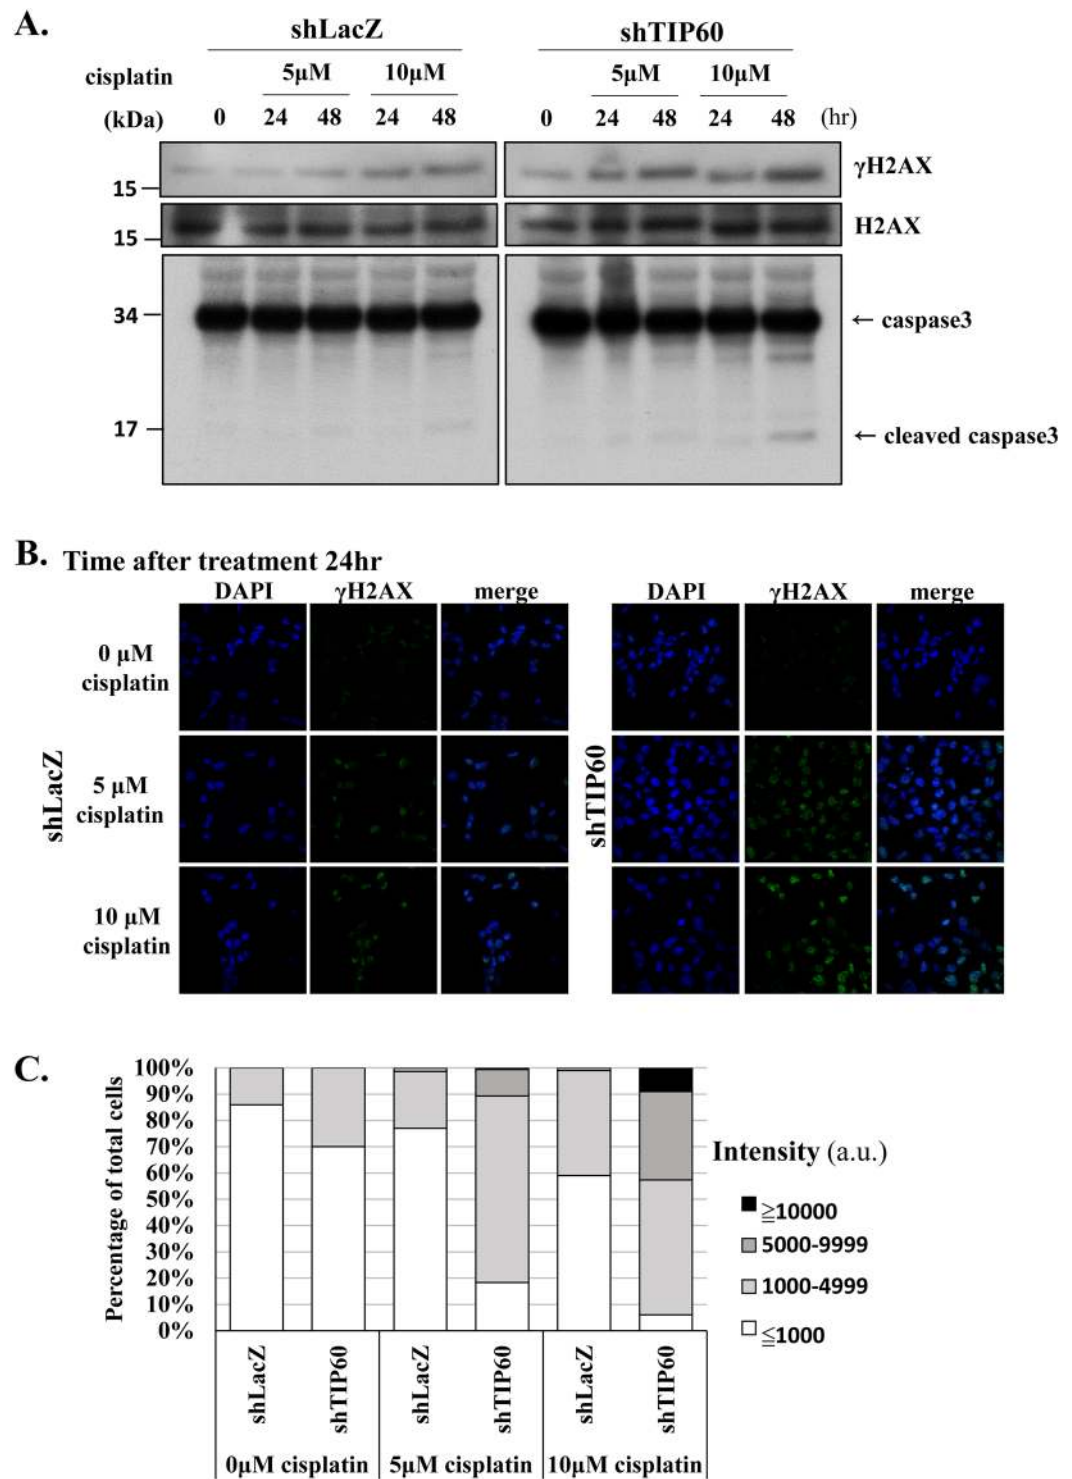 A.
shLacZ shTIP60
cisplatin 5μM 10μM 5μM 10μM
(kDa) 0 24 48 24 48 0 24 48 24 48 (hr)
γH2AX
15
H2AX
15
34 ← caspase3
17 ← cleaved caspase3
B. Time after treatment 24hr
DAPI γH2AX merge DAPI γH2AX merge
0 μM
cisplatin
shLacZ
5 μM
cisplatin
shTIP60
10 μM
cisplatin
C.
Percentage of total cells
100%
90%
80%
70%
60%
50%
40%
30%
20%
10%
0%
Intensity (a.u.)
≧10000
5000-9999
1000-4999
≦1000
shLacZ shTIP60 shLacZ shTIP60 shLacZ shTIP60
0μM cisplatin 5μM cisplatin 10μM cisplatin